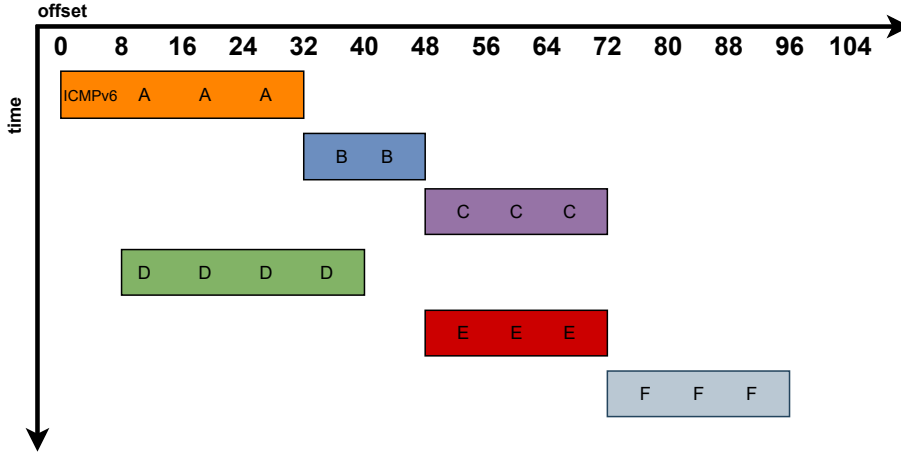 offset
0 8 16 24 32 40 48 56 64 72 80 88 96 104
time
ICMPv6 A A A
B B
C C C
D D D D
E E E
F F F